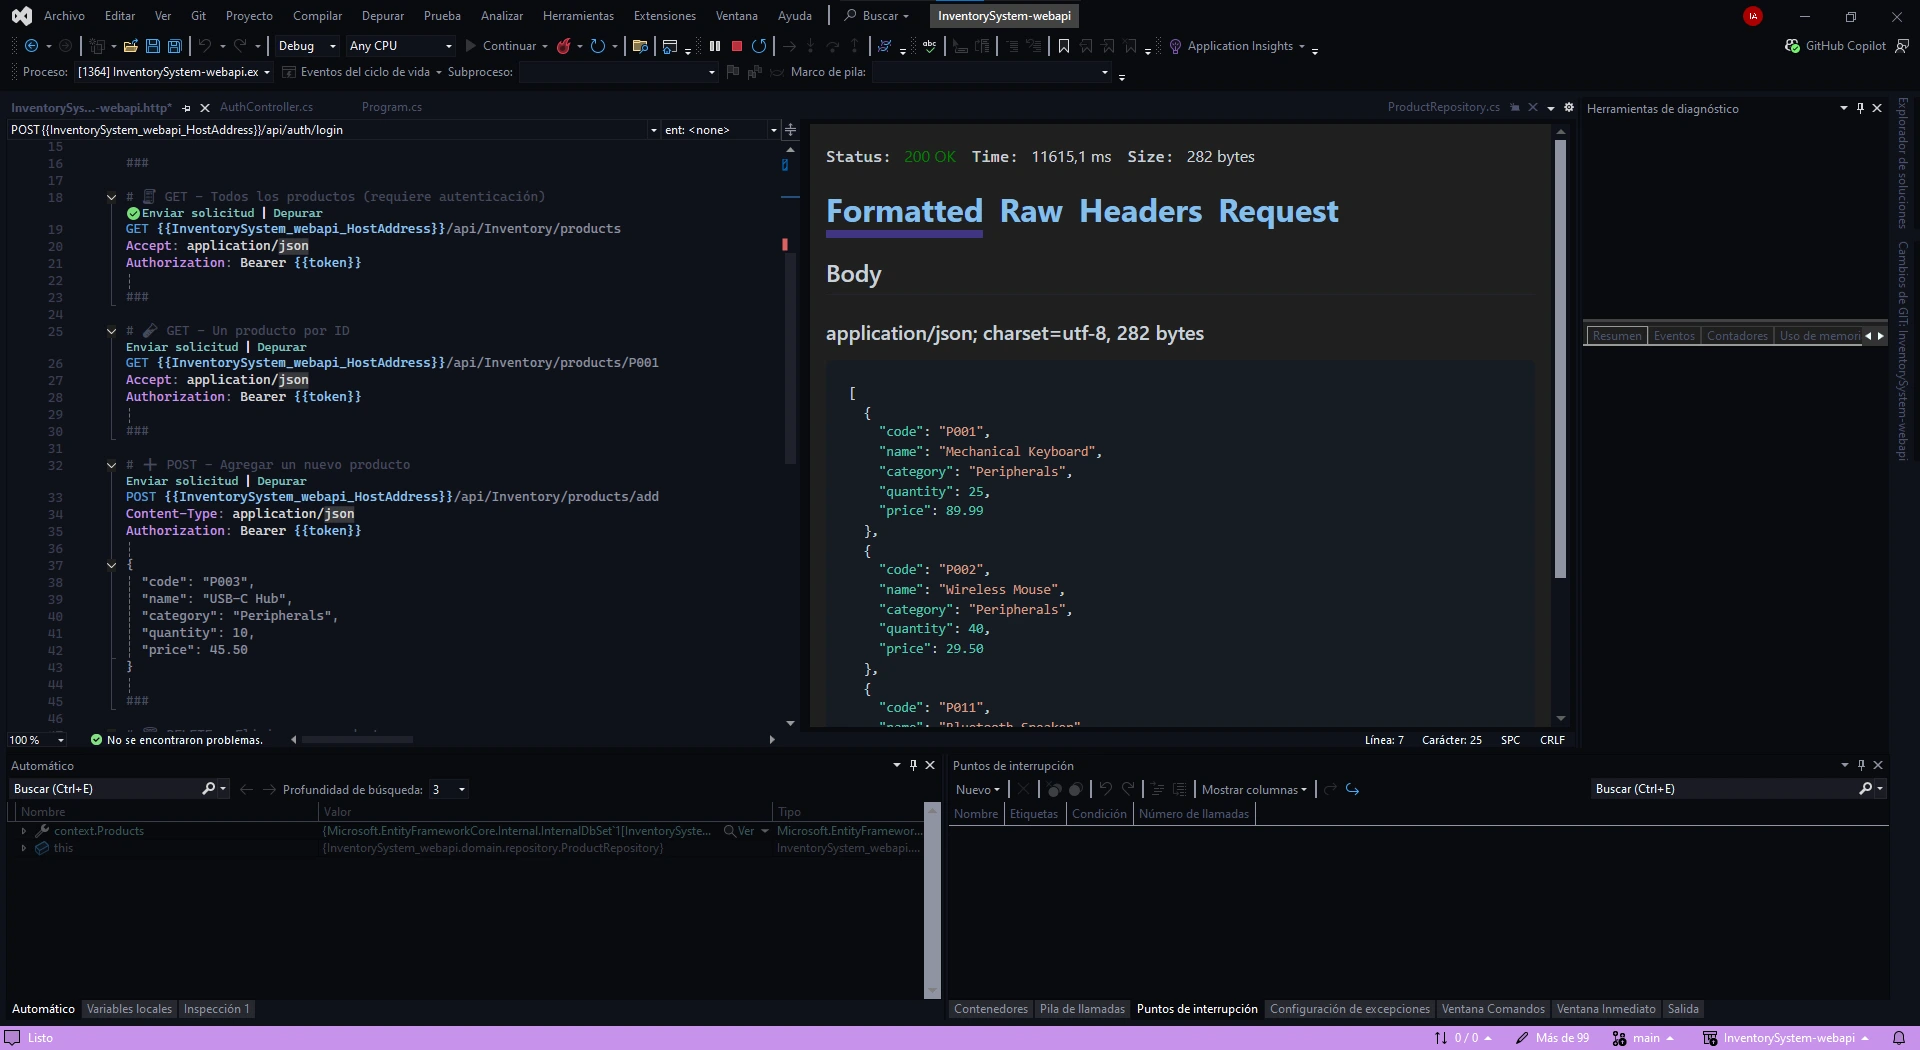 Archivo Editar Ver Git Proyecto Compilar Depurar Prueba Analizar Herramientas Extensiones Ventana Ayuda Buscar InventorySystem-webapi IA
Debug Any CPU Continuar Application Insights GitHub Copilot
Proceso: [1364] InventorySystem-webapi.ex Eventos del ciclo de vida Subproceso: Marco de pila:
InventorySys...-webapi.http* AuthController.cs Program.cs ProductRepository.cs
POST{{InventorySystem_webapi_HostAddress}}/api/auth/login ent: <none>
15
16 ###
17
18 # GET - Todos los productos (requiere autenticación)
Enviar solicitud | Depurar
19 GET {{InventorySystem_webapi_HostAddress}}/api/Inventory/products
20 Accept: application/json
21 Authorization: Bearer {{token}}
22
23 ###
24
25 # GET - Un producto por ID
Enviar solicitud | Depurar
26 GET {{InventorySystem_webapi_HostAddress}}/api/Inventory/products/P001
27 Accept: application/json
28 Authorization: Bearer {{token}}
29
30 ###
31
32 # POST - Agregar un nuevo producto
Enviar solicitud | Depurar
33 POST {{InventorySystem_webapi_HostAddress}}/api/Inventory/products/add
34 Content-Type: application/json
35 Authorization: Bearer {{token}}
36
37 {
38 "code": "P003",
39 "name": "USB-C Hub",
40 "category": "Peripherals",
41 "quantity": 10,
42 "price": 45.50
43 }
44
45 ###
46
100 % No se encontraron problemas.
Status: 200 OK Time: 11615,1 ms Size: 282 bytes
Formatted Raw Headers Request
Body
application/json; charset=utf-8, 282 bytes
[
{
"code": "P001",
"name": "Mechanical Keyboard",
"category": "Peripherals",
"quantity": 25,
"price": 89.99
},
{
"code": "P002",
"name": "Wireless Mouse",
"category": "Peripherals",
"quantity": 40,
"price": 29.50
},
{
"code": "P011",
"name": "Bluetooth Speaker"
Línea: 7 Carácter: 25 SPC CRLF
Herramientas de diagnóstico
Resumen Eventos Contadores Uso de memori
Explorador de soluciones
Cambios de GIT: InventorySystem-webapi
Automático
Buscar (Ctrl+E) Profundidad de búsqueda: 3
Nombre Valor Tipo
context.Products {Microsoft.EntityFrameworkCore.Internal.InternalDbSet`1[InventorySyste... Ver Microsoft.EntityFramewor...
this {InventorySystem_webapi.domain.repository.ProductRepository} InventorySystem_webapi....
Automático Variables locales Inspección 1
Puntos de interrupción
Nuevo Mostrar columnas Buscar (Ctrl+E)
Nombre Etiquetas Condición Número de llamadas
Contenedores Pila de llamadas Puntos de interrupción Configuración de excepciones Ventana Comandos Ventana Inmediato Salida
Listo 0 / 0 Más de 99 main InventorySystem-webapi